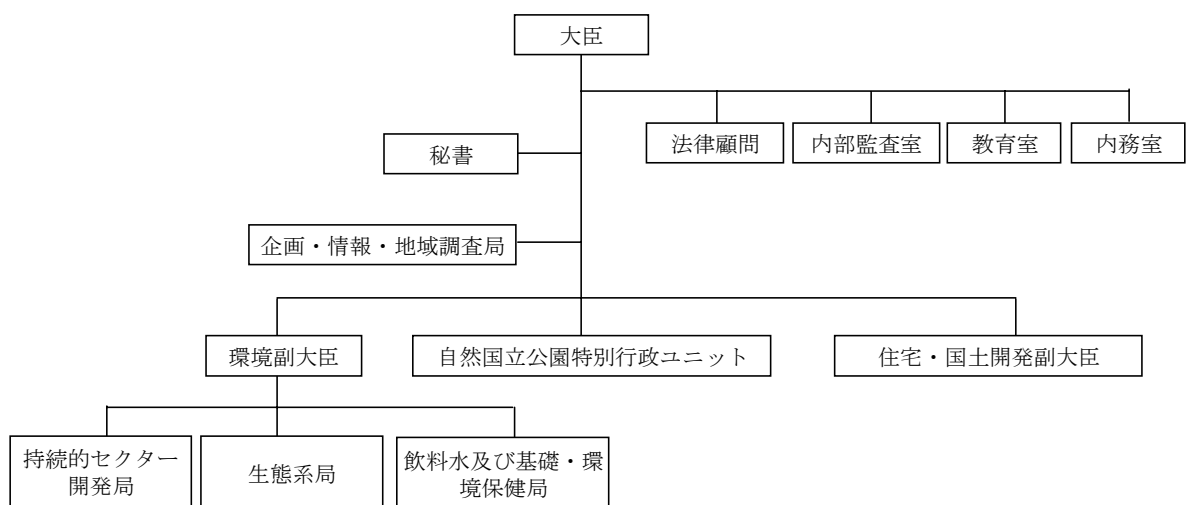 大臣
法律顧問
内部監査室
教育室
内務室
秘書
企画・情報・地域調査局
環境副大臣
自然国立公園特別行政ユニット
住宅・国土開発副大臣
持続的セクター
開発局
生態系局
飲料水及び基礎・環
境保健局